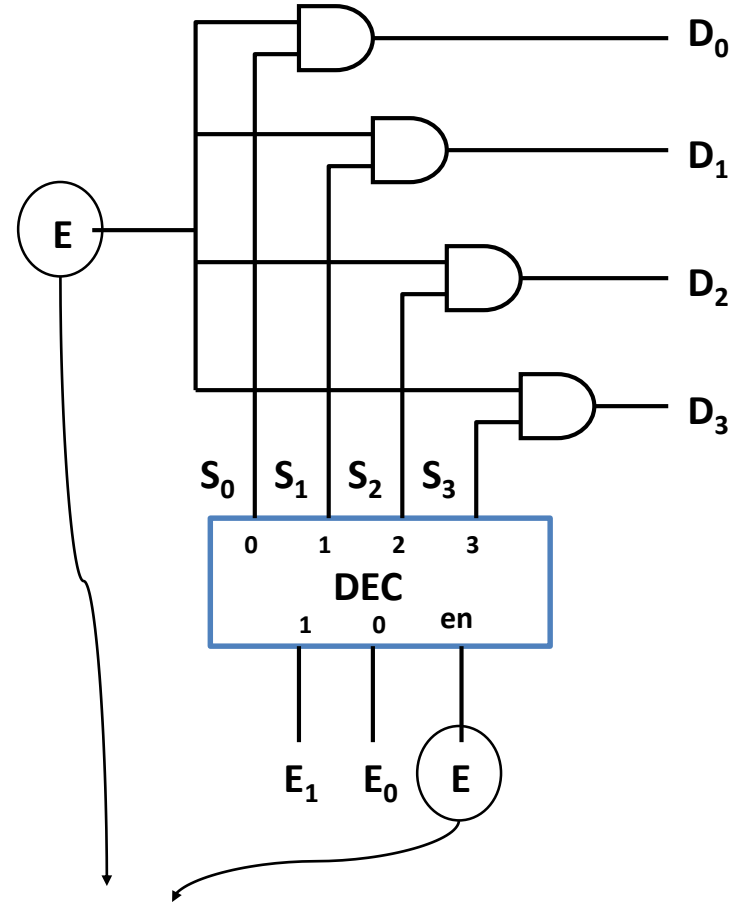 D₀
D₁
E
D₂
D₃
S₀ S₁ S₂ S₃
0 1 2 3
DEC
1 0 en
E₁ E₀ E